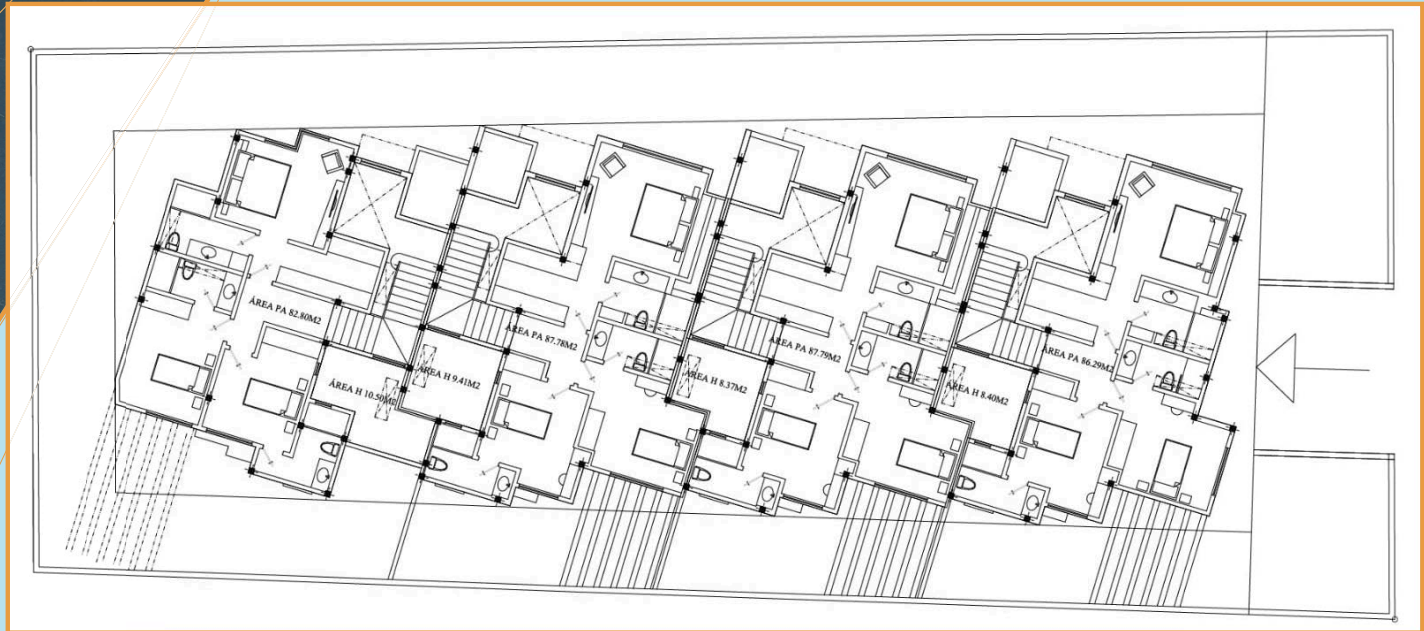 ÁREA PA 82.80M2
ÁREA H 10.50M2
ÁREA H 9.41M2
ÁREA PA 87.78M2
ÁREA H 8.37M2
ÁREA PA 87.79M2
ÁREA H 8.40M2
ÁREA PA 86.29M2